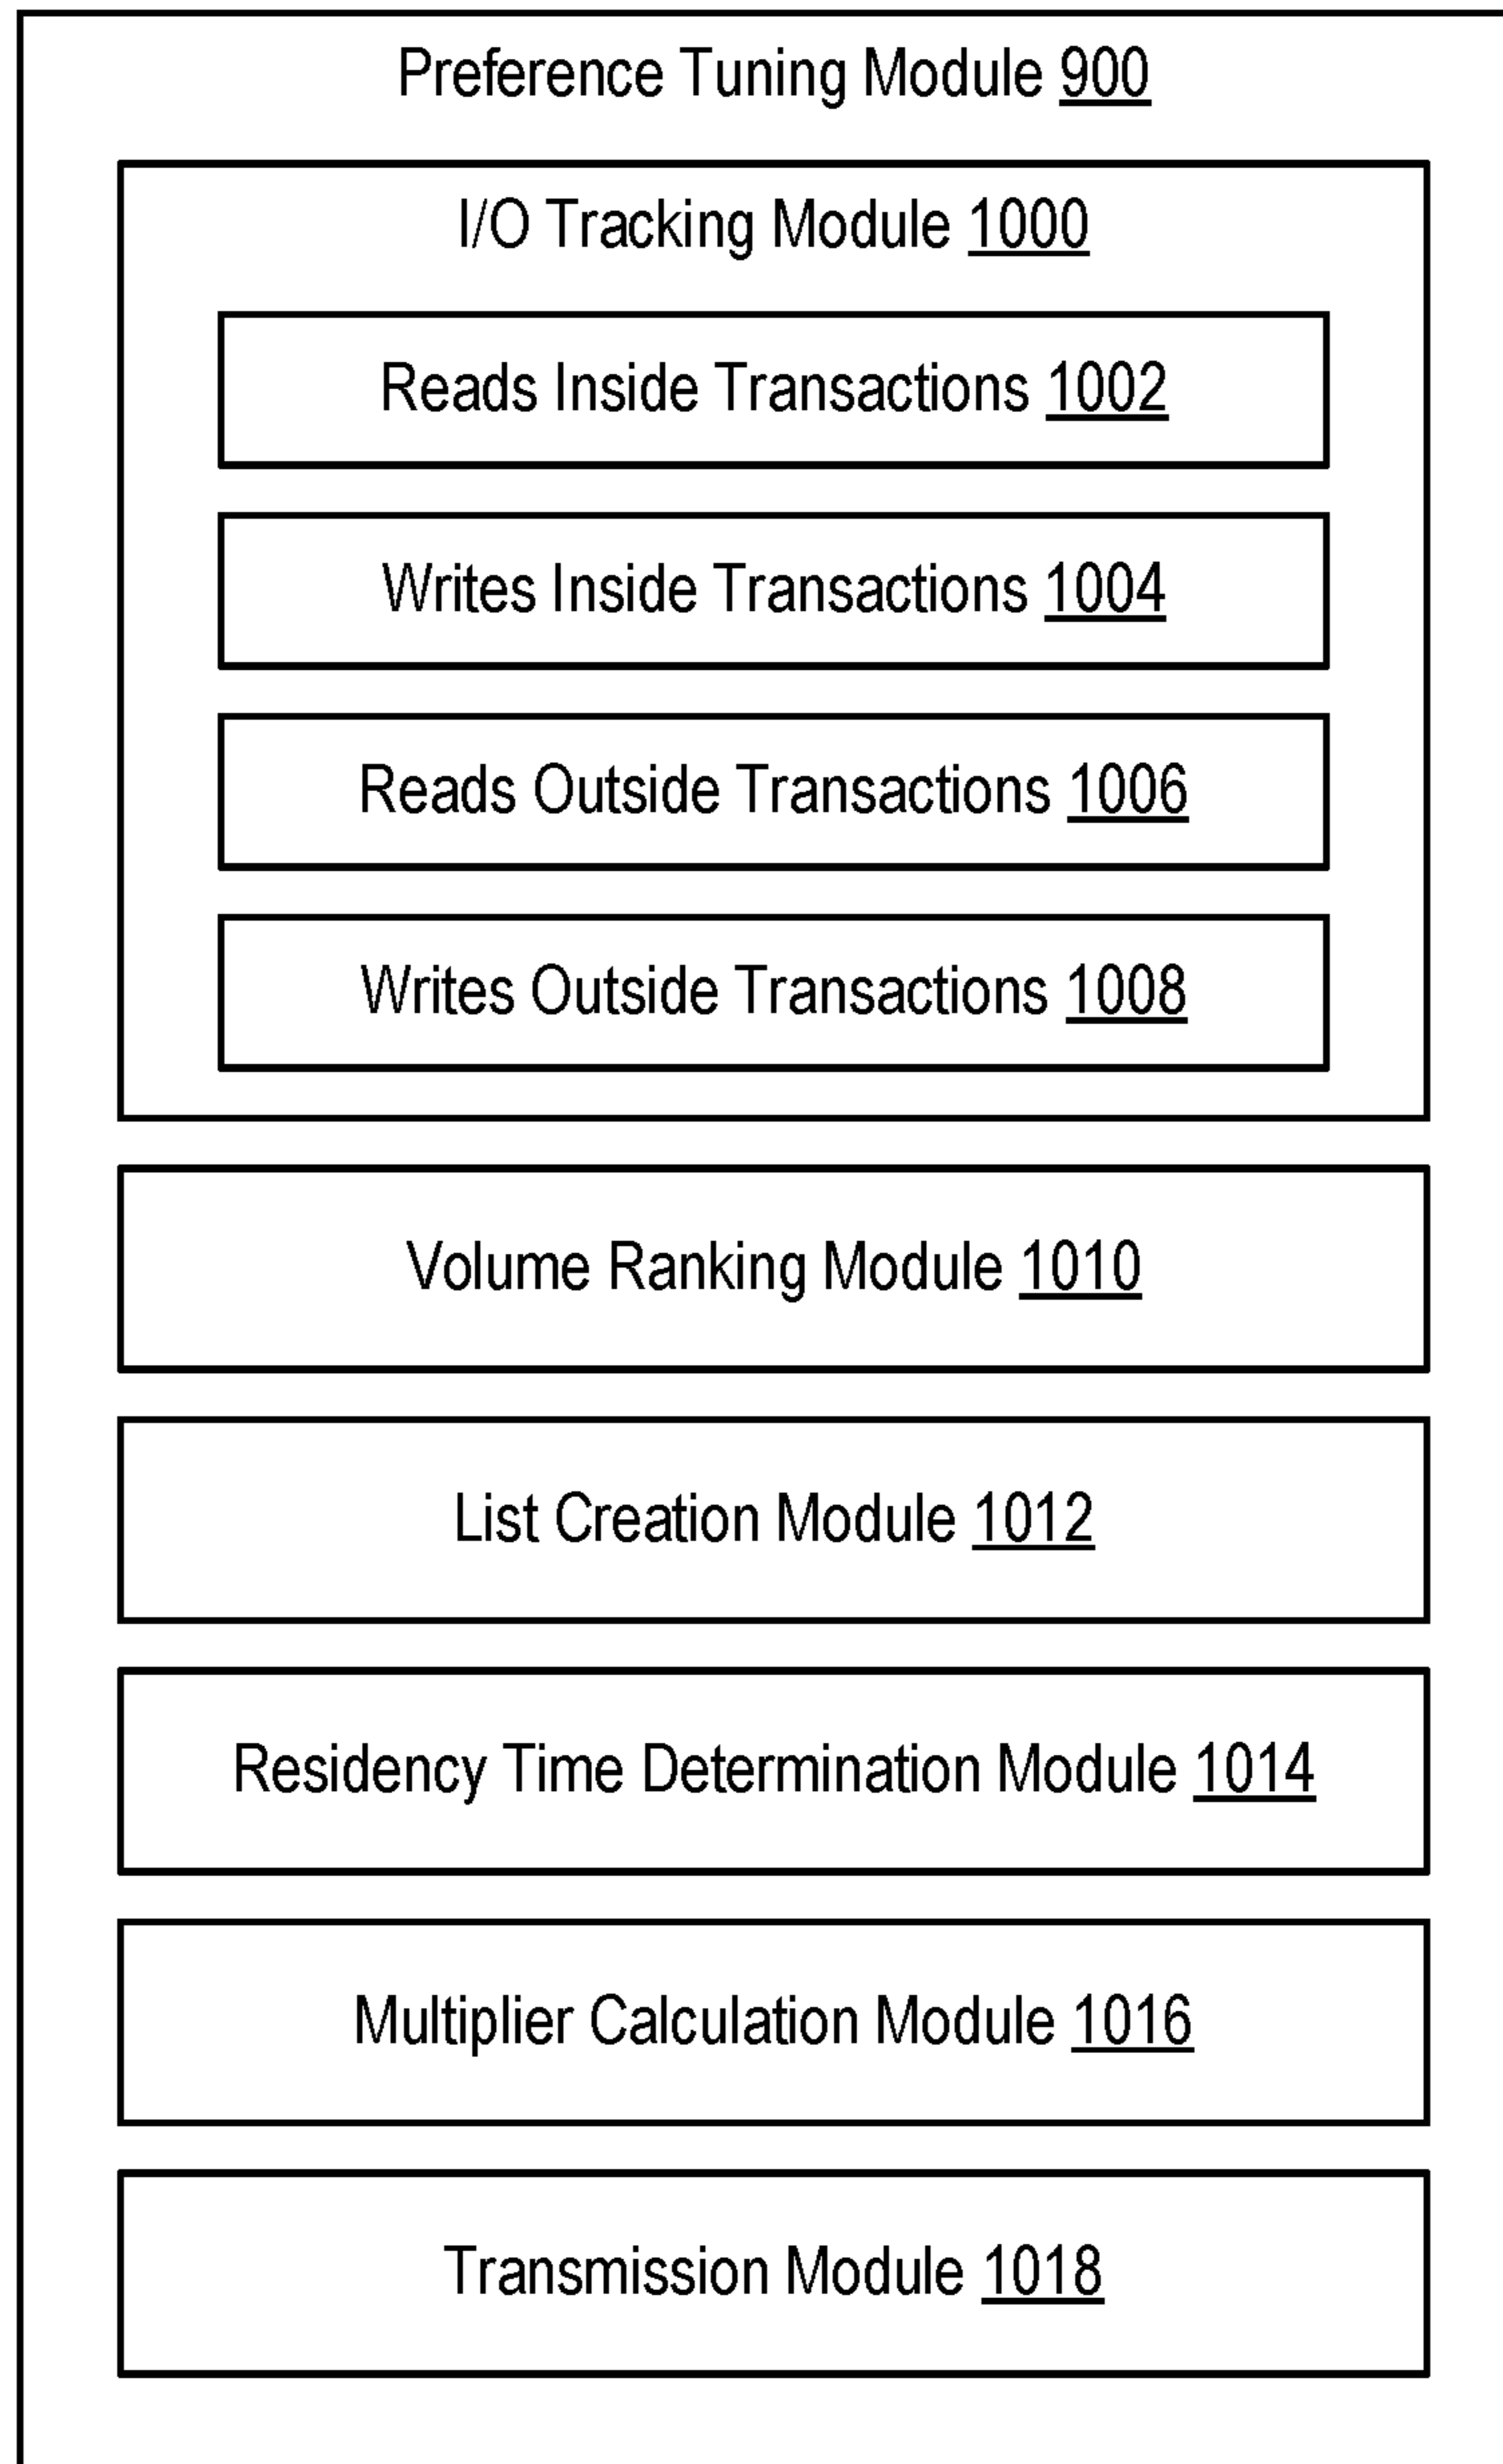 Preference Tuning Module 900
I/O Tracking Module 1000
Reads Inside Transactions 1002
Writes Inside Transactions 1004
Reads Outside Transactions 1006
Writes Outside Transactions 1008
Volume Ranking Module 1010
List Creation Module 1012
Residency Time Determination Module 1014
Multiplier Calculation Module 1016
Transmission Module 1018